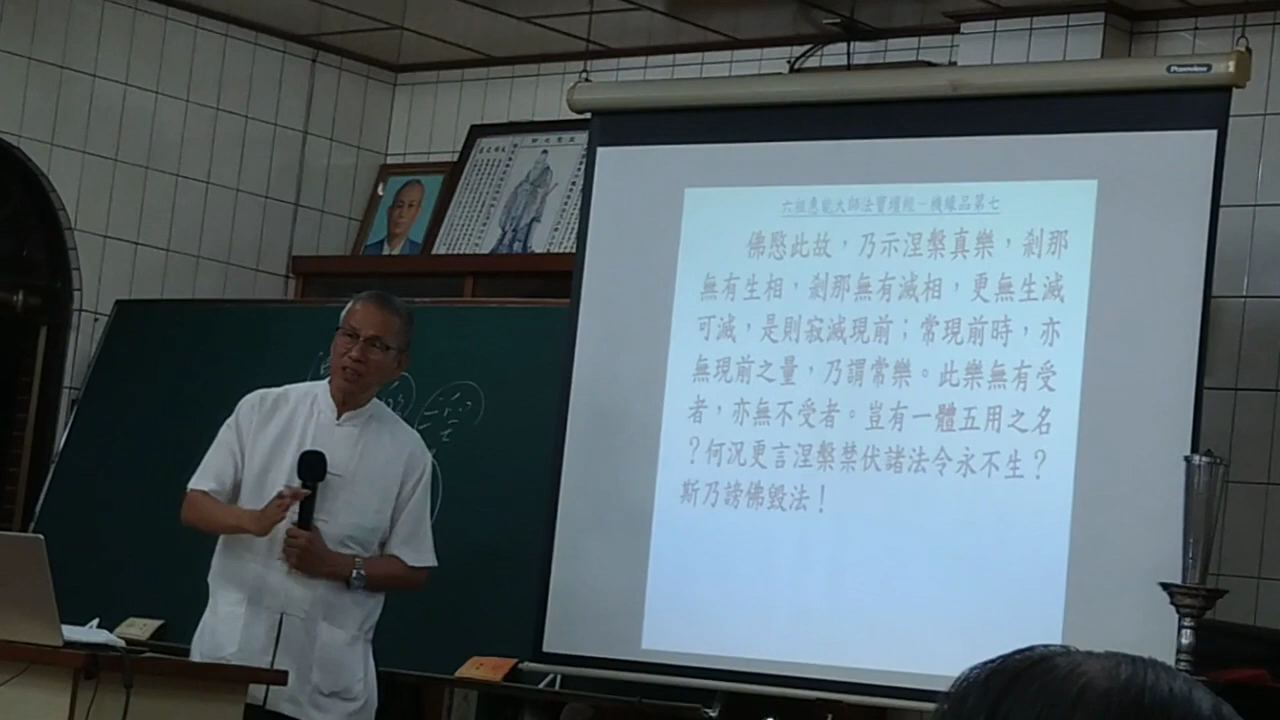 六祖惠能大師法寶壇經－機緣品第七
佛愍此故，乃示涅槃真樂，剎那
無有生相，剎那無有滅相，更無生滅
可滅，是則寂滅現前；常現前時，亦
無現前之量，乃謂常樂。此樂無有受
者，亦無不受者。豈有一體五用之名
？何況更言涅槃禁伏諸法令永不生？
斯乃謗佛毀法！